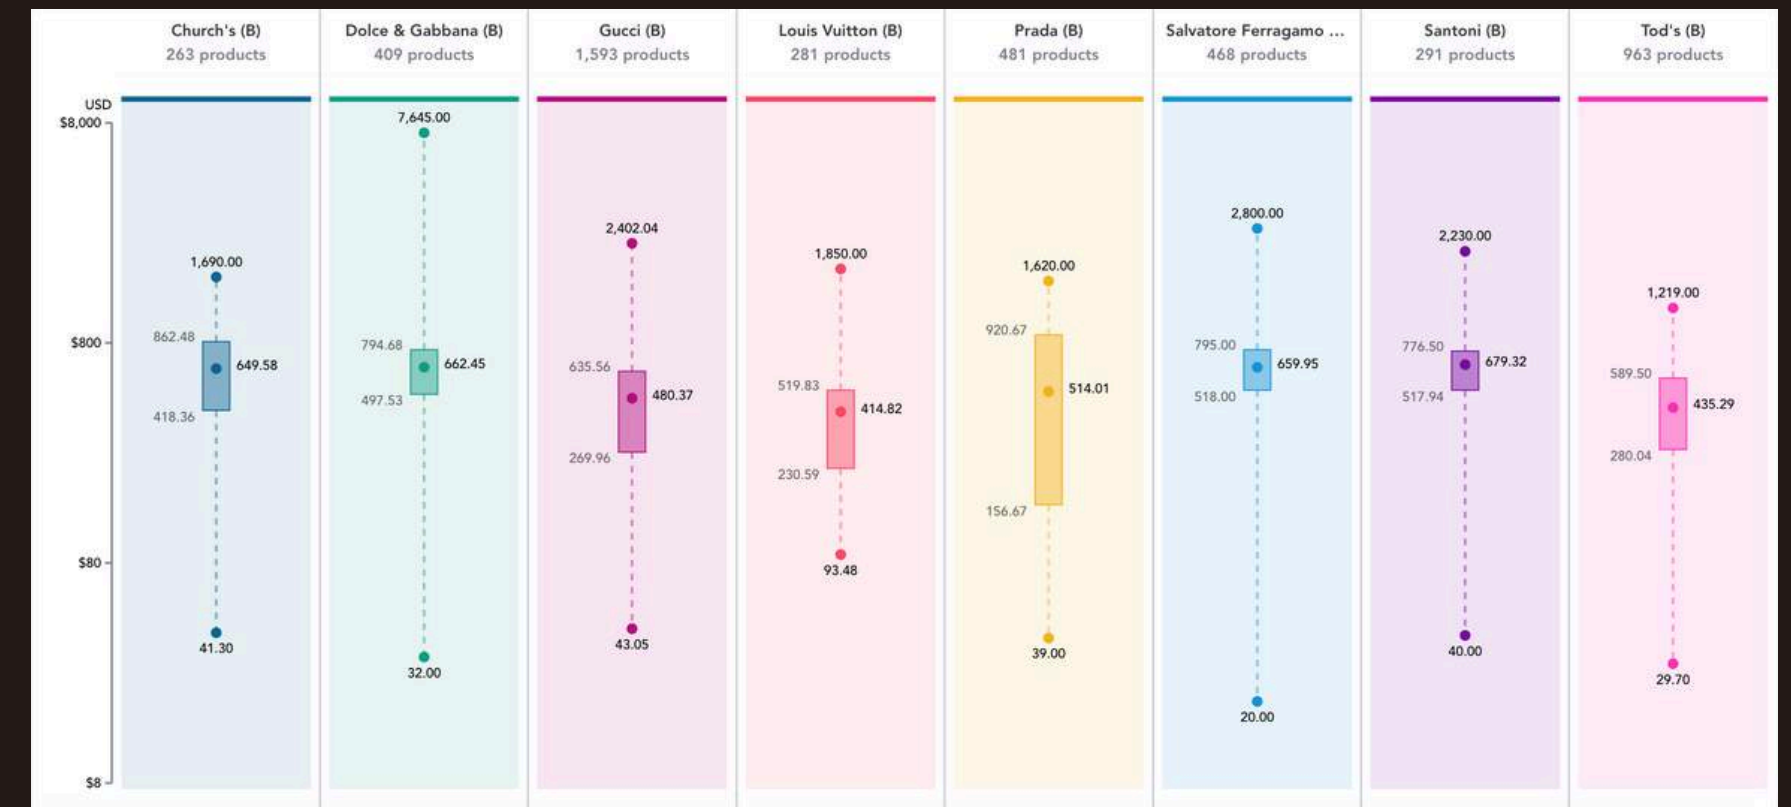 Church's (B)
263 products
Dolce & Gabbana (B)
409 products
Gucci (B)
1,593 products
Louis Vuitton (B)
281 products
Prada (B)
481 products
Salvatore Ferragamo ...
468 products
Santoni (B)
291 products
Tod's (B)
963 products
USD
$8,000
$800
$80
$8
1,690.00
862.48
649.58
418.36
41.30
7,645.00
794.68
662.45
497.53
32.00
2,402.04
635.56
480.37
269.96
43.05
1,850.00
519.83
414.82
230.59
93.48
1,620.00
920.67
514.01
156.67
39.00
2,800.00
795.00
659.95
518.00
20.00
2,230.00
776.50
679.32
517.94
40.00
1,219.00
589.50
435.29
280.04
29.70